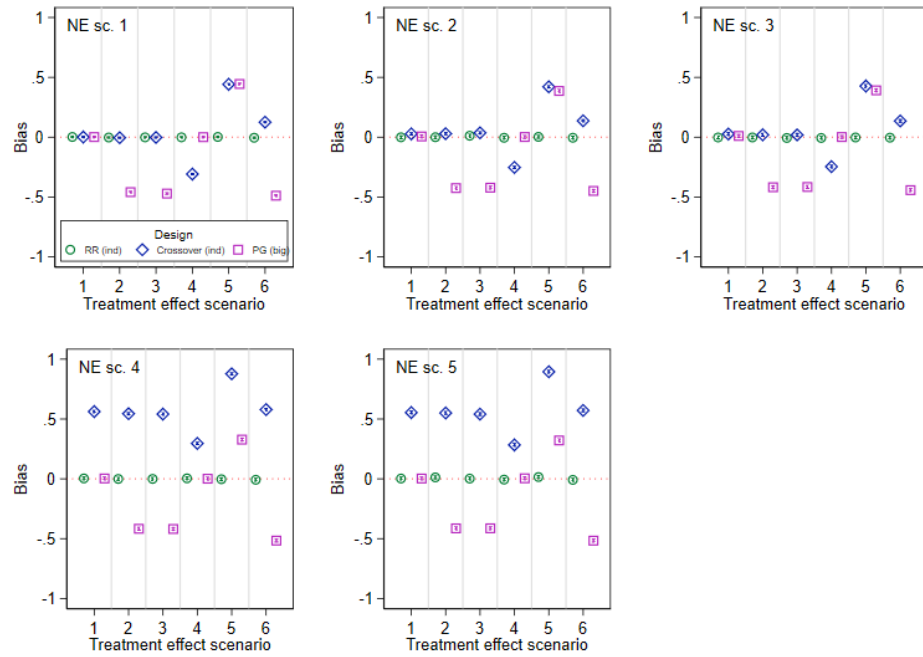 NE sc. 1
Bias
1
.5
0
-.5
-1
Design
RR (ind) Crossover (ind) PG (big)
1 2 3 4 5 6
Treatment effect scenario
NE sc. 2
Bias
1
.5
0
-.5
-1
1 2 3 4 5 6
Treatment effect scenario
NE sc. 3
Bias
1
.5
0
-.5
-1
1 2 3 4 5 6
Treatment effect scenario
NE sc. 4
Bias
1
.5
0
-.5
-1
1 2 3 4 5 6
Treatment effect scenario
NE sc. 5
Bias
1
.5
0
-.5
-1
1 2 3 4 5 6
Treatment effect scenario